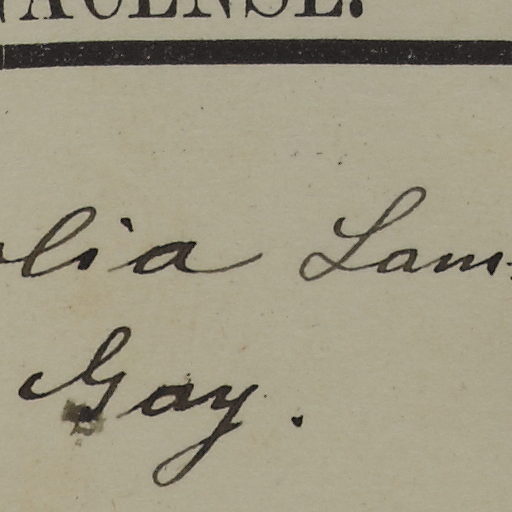 NACENSE.
olia Lam-
Gay.